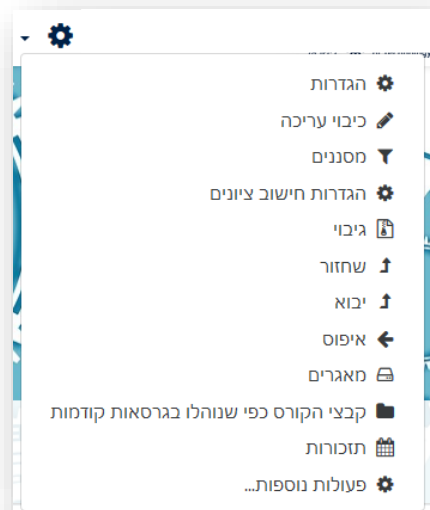 הגדרות
כיבוי עריכה
מסננים
הגדרות חישוב ציונים
גיבוי
שחזור
יבוא
איפוס
מאגרים
קבצי הקורס כפי שנוהלו בגרסאות קודמות
תזכורות
פעולות נוספות...